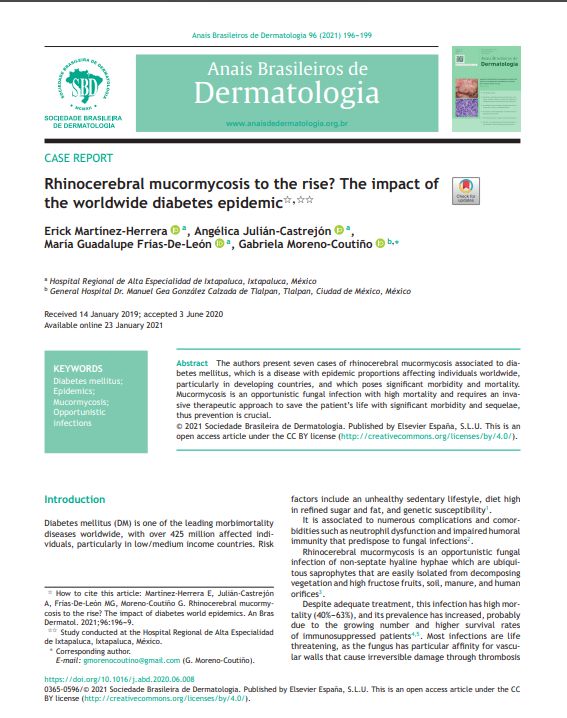 Anais Brasileiros de Dermatologia 96 (2021) 196−199
SOCIEDADE BRASILEIRA DE DERMATOLOGIA
SBD
MCMXII
SOCIEDADE BRASILEIRA
DE DERMATOLOGIA
Anais Brasileiros de
Dermatologia
www.anaisdedermatologia.org.br
Anais Brasileiros de
Dermatologia
CASE REPORT
Rhinocerebral mucormycosis to the rise? The impact of
the worldwide diabetes epidemic☆,☆☆
Check for
updates
Erick Martínez-Herrera iD a, Angélica Julián-Castrejón iD a,
María Guadalupe Frías-De-León iD a, Gabriela Moreno-Coutiño iD b,*
a Hospital Regional de Alta Especialidad de Ixtapaluca, Ixtapaluca, México
b General Hospital Dr. Manuel Gea González Calzada de Tlalpan, Tlalpan, Ciudad de México, México
Received 14 January 2019; accepted 3 June 2020
Available online 23 January 2021
KEYWORDS
Diabetes mellitus;
Epidemics;
Mucormycosis;
Opportunistic
infections
Abstract The authors present seven cases of rhinocerebral mucormycosis associated to dia-
betes mellitus, which is a disease with epidemic proportions affecting individuals worldwide,
particularly in developing countries, and which poses significant morbidity and mortality.
Mucormycosis is an opportunistic fungal infection with high mortality and requires an inva-
sive therapeutic approach to save the patient's life with significant morbidity and sequelae,
thus prevention is crucial.
© 2021 Sociedade Brasileira de Dermatologia. Published by Elsevier España, S.L.U. This is an
open access article under the CC BY license (http://creativecommons.org/licenses/by/4.0/).
Introduction
Diabetes mellitus (DM) is one of the leading morbimortality
diseases worldwide, with over 425 million affected indi-
viduals, particularly in low/medium income countries. Risk
☆ How to cite this article: Martínez-Herrera E, Julián-Castrejón
A, Frías-De-León MG, Moreno-Coutiño G. Rhinocerebral mucormy-
cosis to the rise? The impact of diabetes world epidemics. An Bras
Dermatol. 2021;96:196−9.
☆☆ Study conducted at the Hospital Regional de Alta Especialidad
de Ixtapaluca, Ixtapaluca, México.
* Corresponding author.
E-mail: gmorenocoutino@gmail.com (G. Moreno-Coutiño).
factors include an unhealthy sedentary lifestyle, diet high
in refined sugar and fat, and genetic susceptibility1.
It is associated to numerous complications and comor-
bidities such as neutrophil dysfunction and impaired humoral
immunity that predispose to fungal infections2.
Rhinocerebral mucormycosis is an opportunistic fungal
infection of non-septate hyaline hyphae which are ubiqui-
tous saprophytes that are easily isolated from decomposing
vegetation and high fructose fruits, soil, manure, and human
orifices3.
Despite adequate treatment, this infection has high mor-
tality (40%−63%), and its prevalence has increased, probably
due to the growing number and higher survival rates
of immunosuppressed patients4,5. Most infections are life
threatening, as the fungus has particular affinity for vascu-
lar walls that cause irreversible damage through thrombosis
https://doi.org/10.1016/j.abd.2020.06.008
0365-0596/© 2021 Sociedade Brasileira de Dermatologia. Published by Elsevier España, S.L.U. This is an open access article under the CC
BY license (http://creativecommons.org/licenses/by/4.0/).